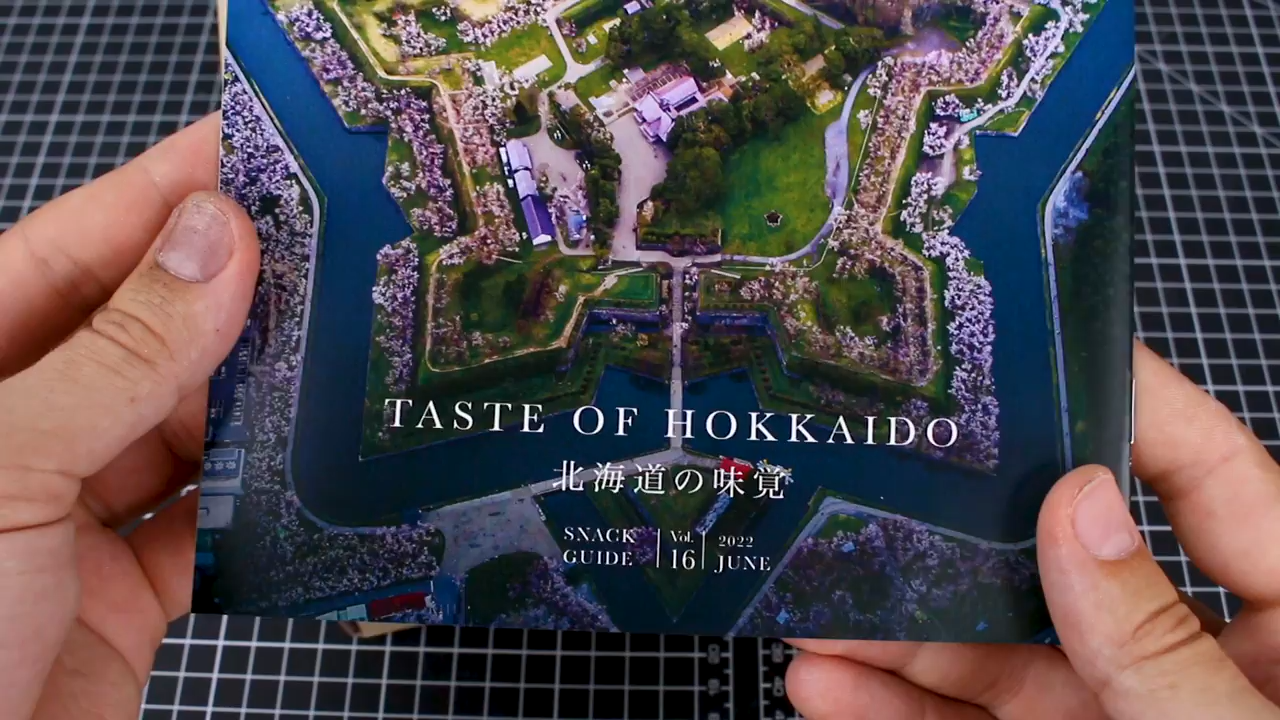 TASTE OF HOKKAIDO
北海道の味覚
SNACK GUIDE
Vol. 16
2022 JUNE